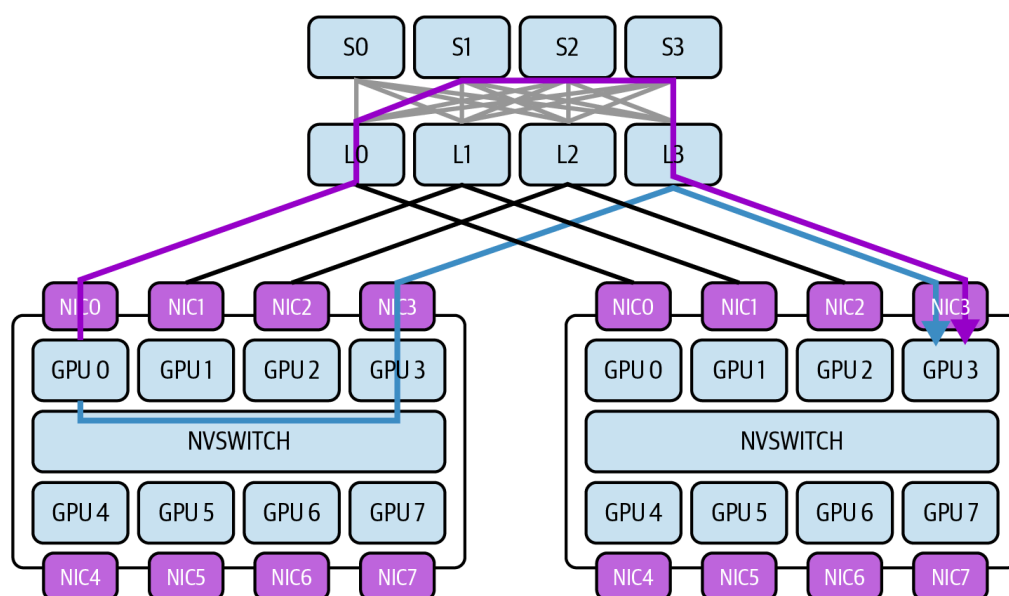 S0 S1 S2 S3
L0 L1 L2 L3
NIC0 NIC1 NIC2 NIC3 NIC0 NIC1 NIC2 NIC3
GPU 0 GPU 1 GPU 2 GPU 3 GPU 0 GPU 1 GPU 2 GPU 3
NVSWITCH NVSWITCH
GPU 4 GPU 5 GPU 6 GPU 7 GPU 4 GPU 5 GPU 6 GPU 7
NIC4 NIC5 NIC6 NIC7 NIC4 NIC5 NIC6 NIC7